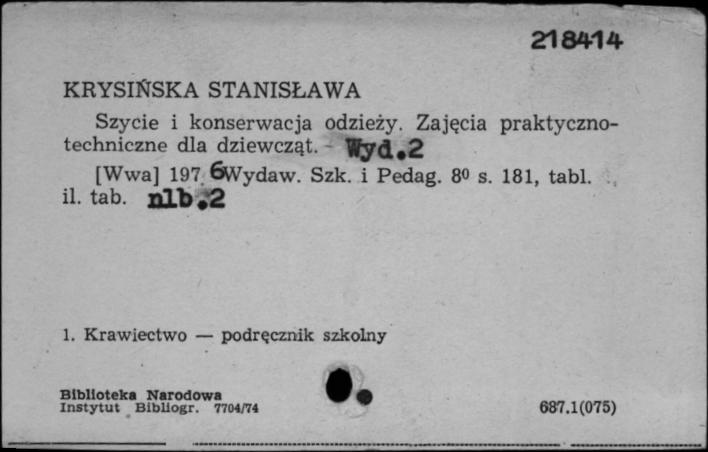 218414
KRYSIŃSKA STANISŁAWA
Szycie i konserwacja odzieży. Zajęcia praktyczno-
techniczne dla dziewcząt. - Wyd.2
[Wwa] 1976 Wydaw. Szk. i Pedag. 8⁰ s. 181, tabl.
il. tab. nlb.2
1. Krawiectwo — podręcznik szkolny
Biblioteka Narodowa
Instytut Bibliogr. 7704/74
687.1(075)